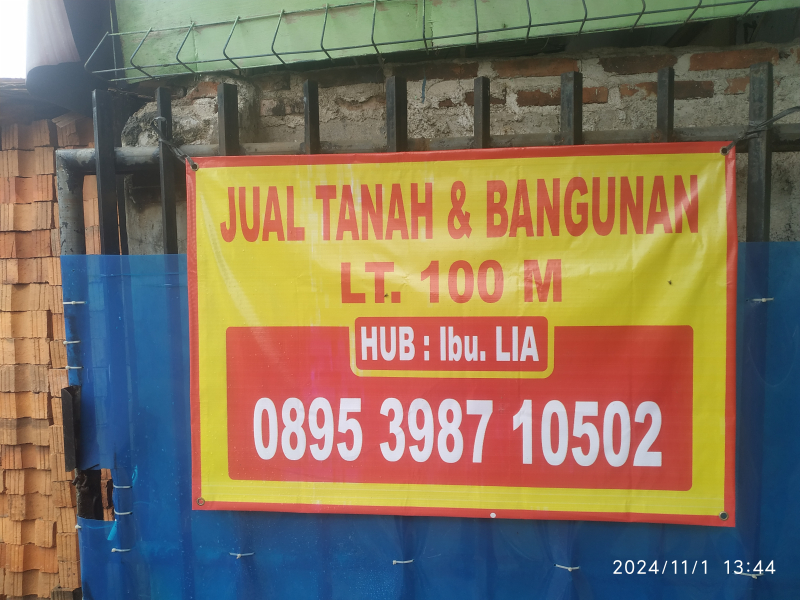 JUAL TANAH & BANGUNAN
LT. 100 M
HUB : Ibu. LIA
0895 3987 10502
2024/11/1 13:44